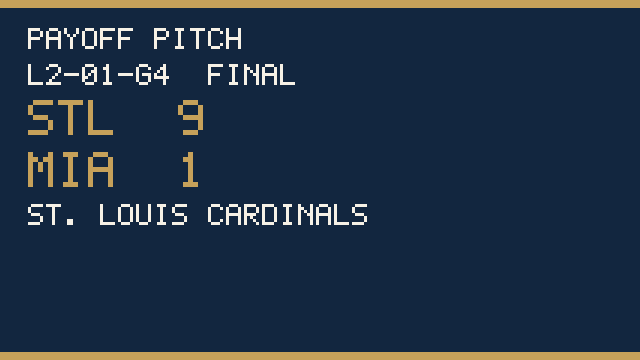 PAYOFF PITCH
L2-01-G4 FINAL
STL 9
MIA 1
ST. LOUIS CARDINALS